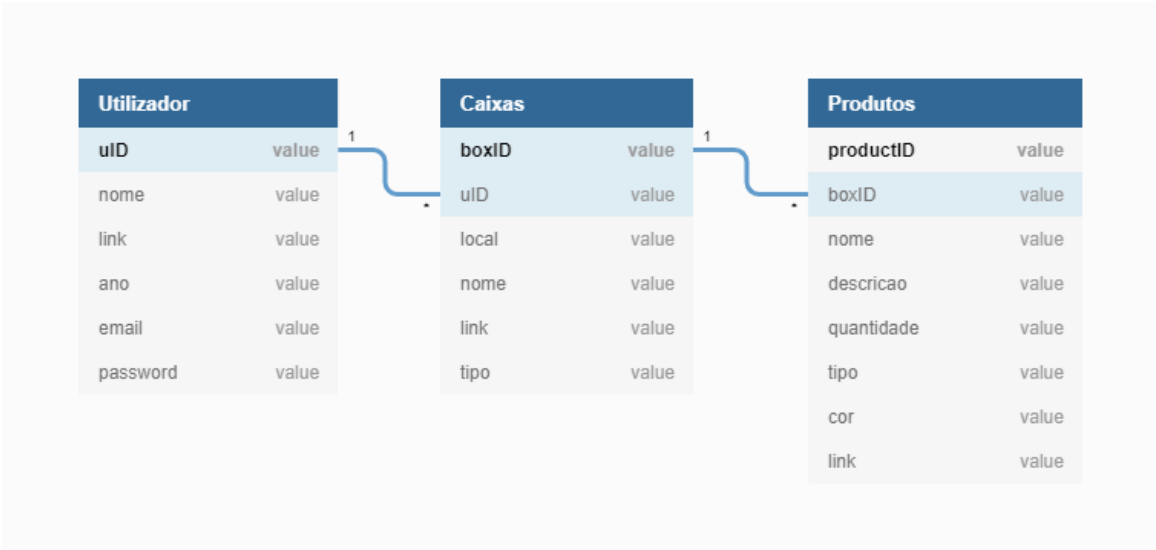 Utilizador
uID value
nome value
link value
ano value
email value
password value
1
*
Caixas
boxID value
uID value
local value
nome value
link value
tipo value
1
*
Produtos
productID value
boxID value
nome value
descricao value
quantidade value
tipo value
cor value
link value